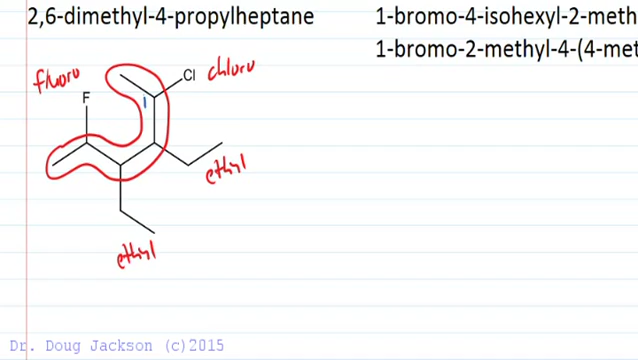 2,6-dimethyl-4-propylheptane
1-bromo-4-isohexyl-2-meth
1-bromo-2-methyl-4-(4-met
fluoro
F
Cl
chloro
1
ethyl
ethyl
Dr. Doug Jackson (c)2015